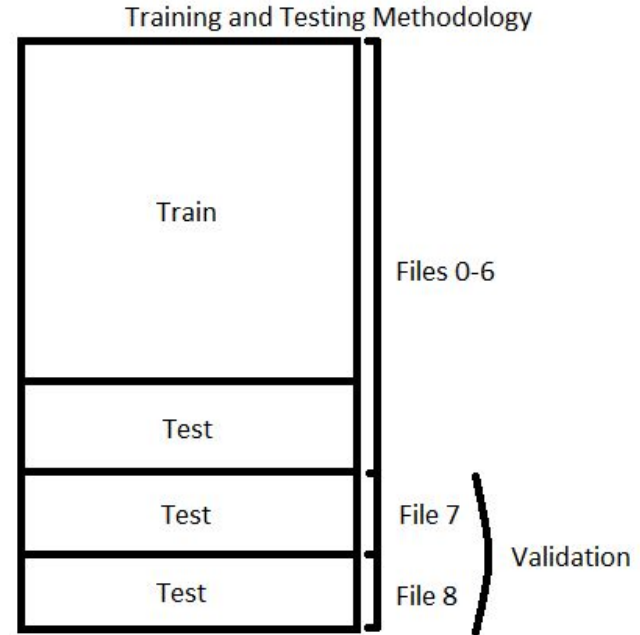 Training and Testing Methodology
Train
Files 0-6
Test
Test
File 7
Validation
Test
File 8